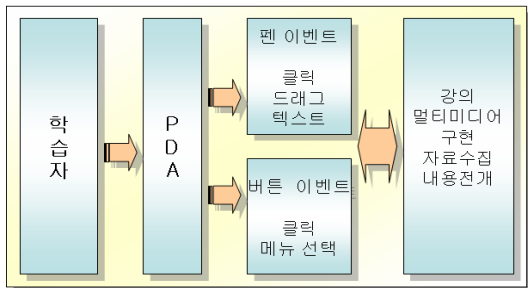 학
습
자
P
D
A
펜 이벤트
클릭
드래그
텍스트
버튼 이벤트
클릭
메뉴 선택
강의
멀티미디어
구현
자료수집
내용전개